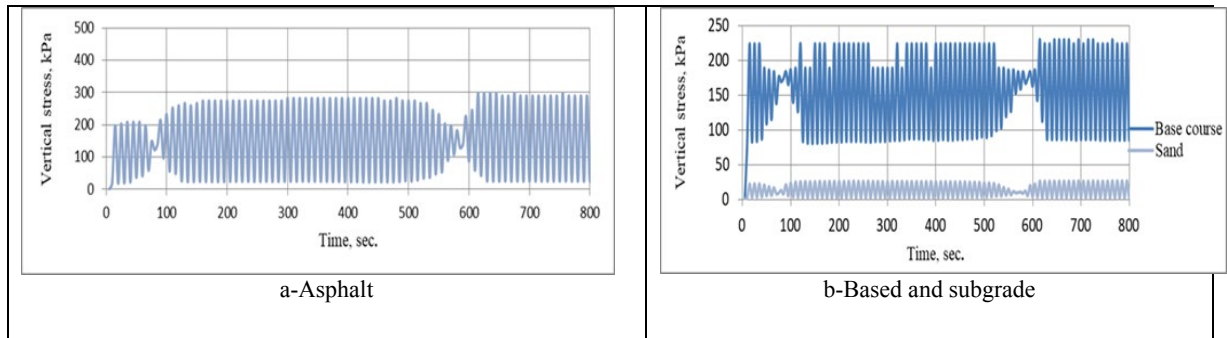 500
400
300
200
100
0
Vertical stress, kPa
0 100 200 300 400 500 600 700 800
Time, sec.
a-Asphalt
250
200
150
100
50
0
Vertical stress, kPa
0 100 200 300 400 500 600 700 800
Time, sec.
Base course
Sand
b-Based and subgrade